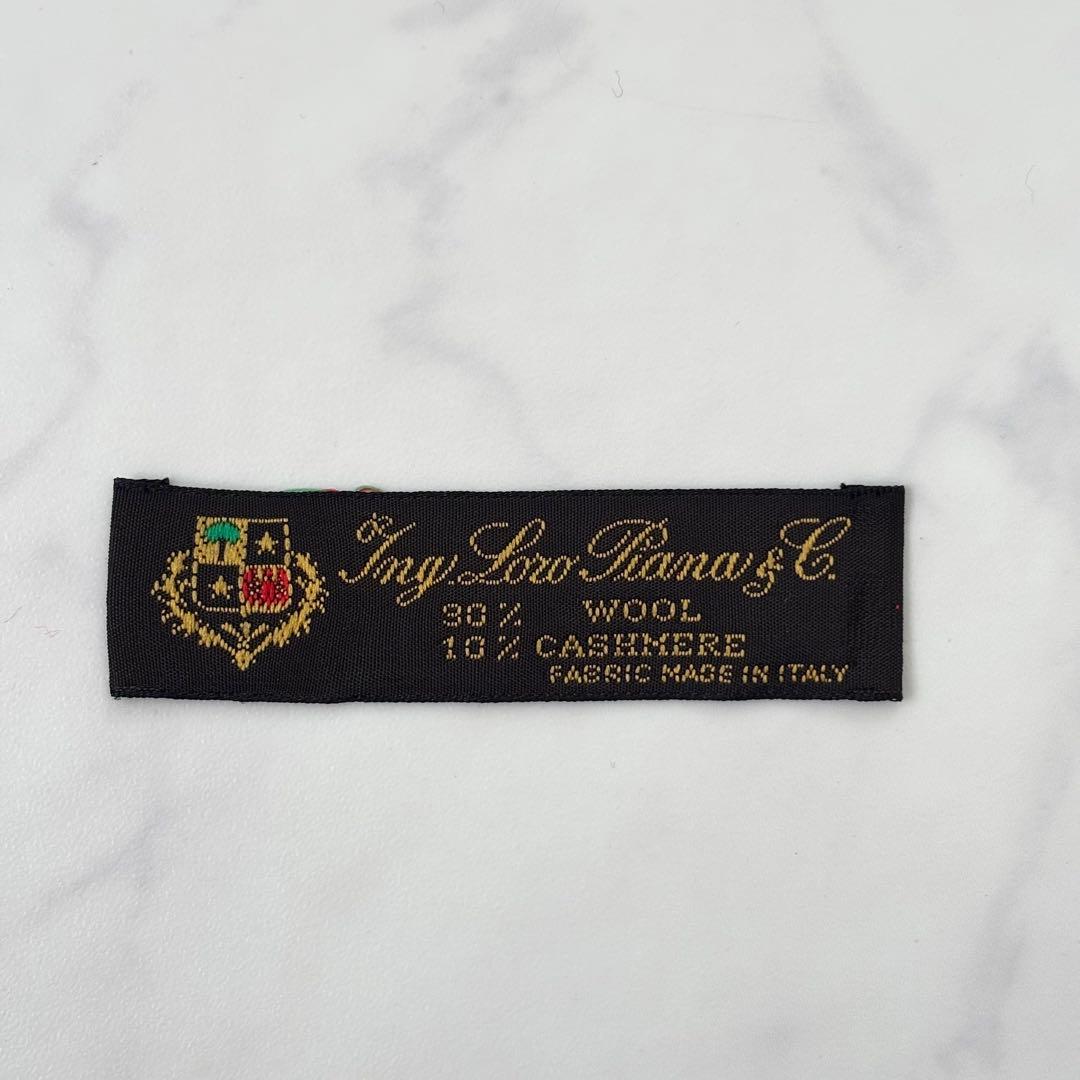 Ing. Loro Piana & C.
90% WOOL
10% CASHMERE
FABRIC MADE IN ITALY